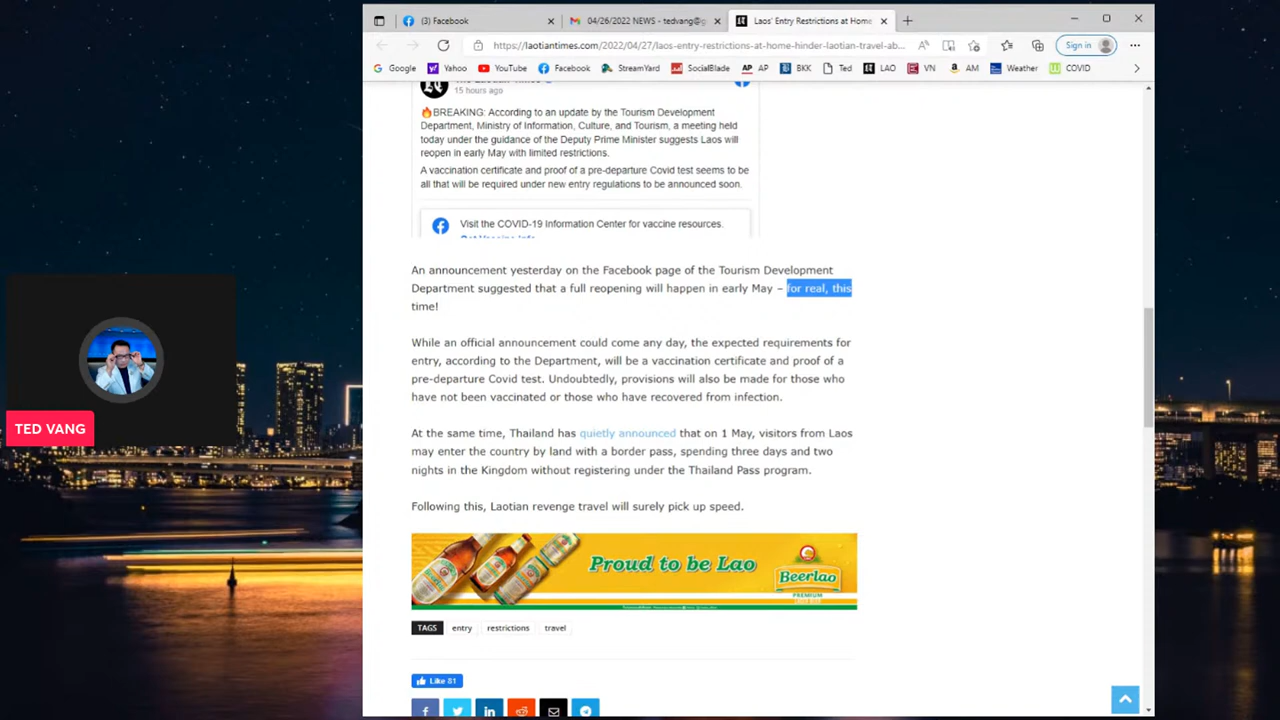 (3) Facebook
04/26/2022 NEWS - tedvang@g
Laos' Entry Restrictions at Home
https://laotiantimes.com/2022/04/27/laos-entry-restrictions-at-home-hinder-laotian-travel-ab...
Sign in
Google Yahoo YouTube Facebook StreamYard SocialBlade AP AP BKK Ted LAO VN AM Weather COVID
15 hours ago
🔥BREAKING: According to an update by the Tourism Development
Department, Ministry of Information, Culture, and Tourism, a meeting held
today under the guidance of the Deputy Prime Minister suggests Laos will
reopen in early May with limited restrictions.
A vaccination certificate and proof of a pre-departure Covid test seems to be
all that will be required under new entry regulations to be announced soon.
Visit the COVID-19 Information Center for vaccine resources.
An announcement yesterday on the Facebook page of the Tourism Development
Department suggested that a full reopening will happen in early May – for real, this
time!
While an official announcement could come any day, the expected requirements for
entry, according to the Department, will be a vaccination certificate and proof of a
pre-departure Covid test. Undoubtedly, provisions will also be made for those who
have not been vaccinated or those who have recovered from infection.
At the same time, Thailand has quietly announced that on 1 May, visitors from Laos
may enter the country by land with a border pass, spending three days and two
nights in the Kingdom without registering under the Thailand Pass program.
Following this, Laotian revenge travel will surely pick up speed.
Proud to be Lao
Beerlao
PREMIUM
TAGS entry restrictions travel
Like 81
TED VANG